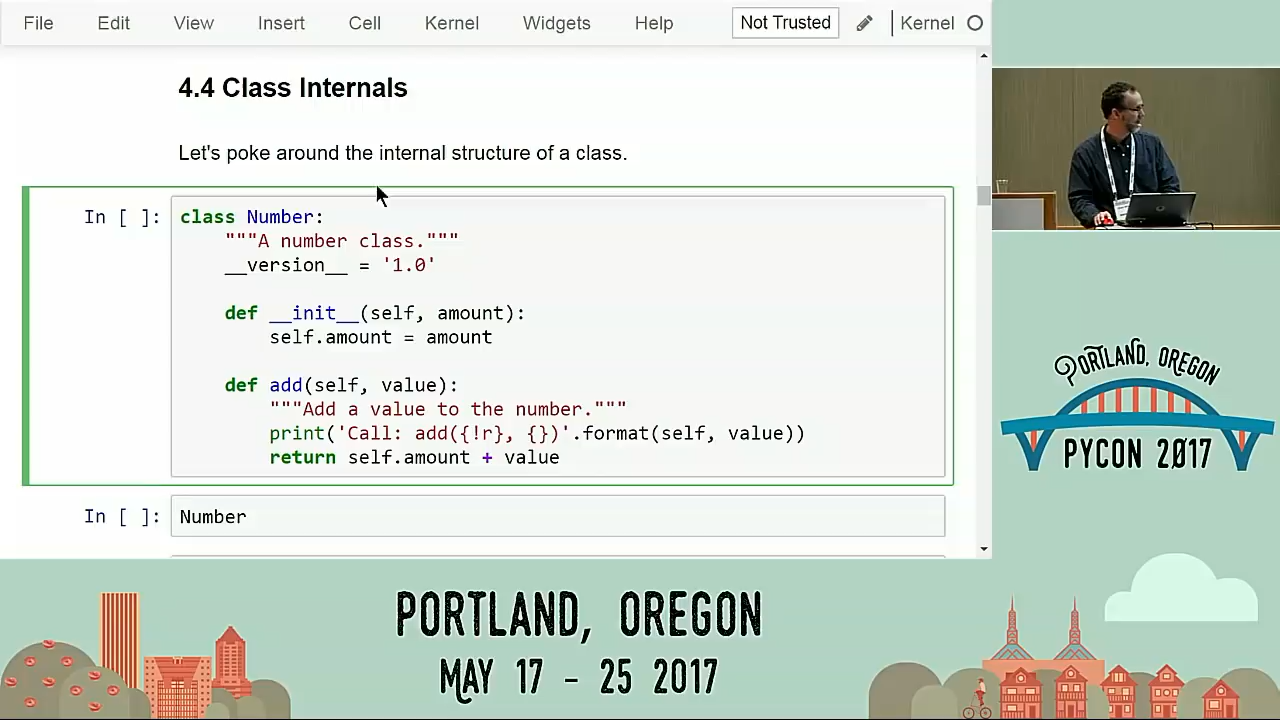 File Edit View Insert Cell Kernel Widgets Help Not Trusted Kernel
4.4 Class Internals
Let's poke around the internal structure of a class.
In [ ]: class Number:
    """A number class."""
    __version__ = '1.0'
    def __init__(self, amount):
        self.amount = amount
    def add(self, value):
        """Add a value to the number."""
        print('Call: add({!r}, {})'.format(self, value))
        return self.amount + value
In [ ]: Number
PORTLAND, OREGON
PYCON 2017
PORTLAND, OREGON
MAY 17 - 25 2017